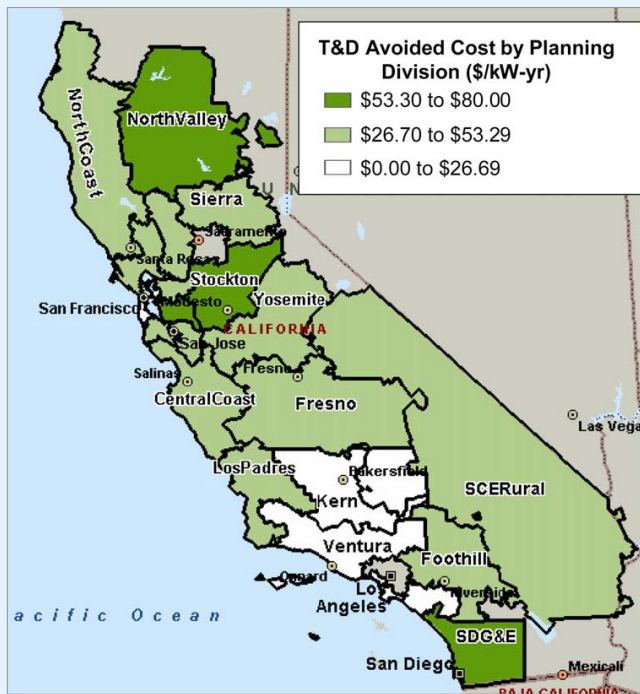 T&D Avoided Cost by Planning
Division ($/kW-yr)
$53.30 to $80.00
$26.70 to $53.29
$0.00 to $26.69
NorthCoast
NorthValley
U N
Sierra
Sacramento
Santa Rosa
Stockton
San Francisco
Modesto
Yosemite
CALIFORNIA
San Jose
Salinas
Fresno
CentralCoast
Fresno
Las Vega
LosPadres
Bakersfield
Kern
SCERural
Ventura
Foothill
Oxnard
Los
Angeles
Riverside
acific Ocean
SDG&E
San Diego
Mexicali
BAJA CALIFORNIA